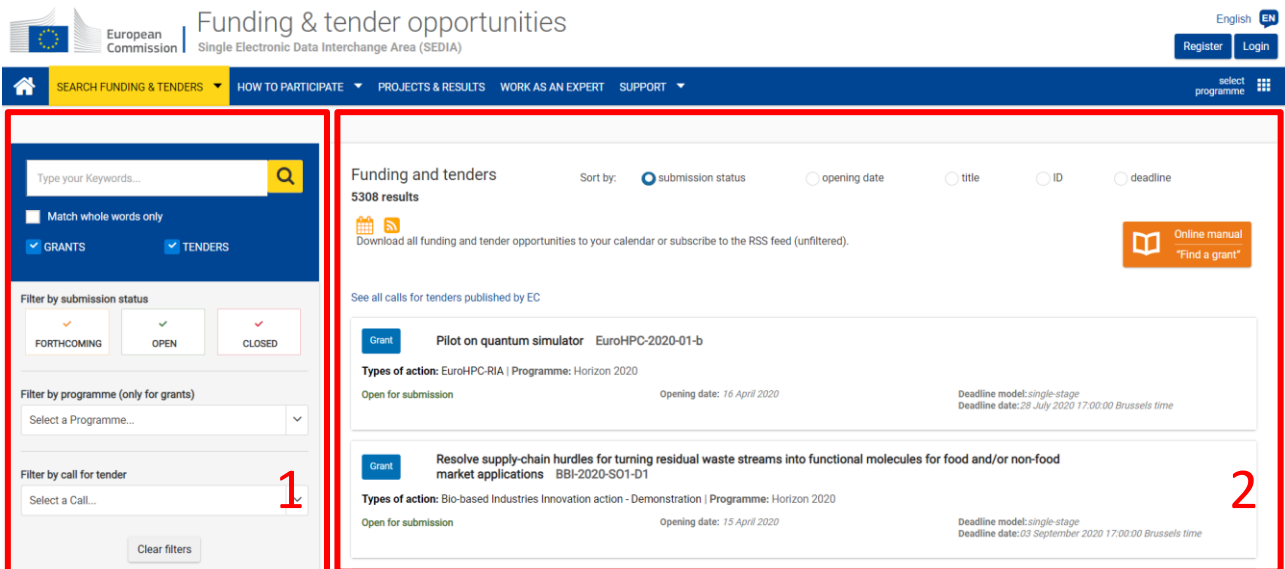 European
Commission
Funding & tender opportunities
Single Electronic Data Interchange Area (SEDIA)
English EN
Register Login
SEARCH FUNDING & TENDERS HOW TO PARTICIPATE PROJECTS & RESULTS WORK AS AN EXPERT SUPPORT
select
programme
Type your Keywords...
Match whole words only
GRANTS TENDERS
Filter by submission status
FORTHCOMING OPEN CLOSED
Filter by programme (only for grants)
Select a Programme...
Filter by call for tender
Select a Call...
1
Clear filters
Funding and tenders
Sort by: submission status opening date title ID deadline
5308 results
Download all funding and tender opportunities to your calendar or subscribe to the RSS feed (unfiltered).
Online manual
"Find a grant"
See all calls for tenders published by EC
Grant Pilot on quantum simulator EuroHPC-2020-01-b
Types of action: EuroHPC-RIA | Programme: Horizon 2020
Open for submission Opening date: 16 April 2020 Deadline model:single-stage
Deadline date:28 July 2020 17:00:00 Brussels time
Grant Resolve supply-chain hurdles for turning residual waste streams into functional molecules for food and/or non-food
market applications BBI-2020-SO1-D1
Types of action: Bio-based Industries Innovation action - Demonstration | Programme: Horizon 2020
Open for submission Opening date: 15 April 2020 Deadline model:single-stage
Deadline date:03 September 2020 17:00:00 Brussels time
2